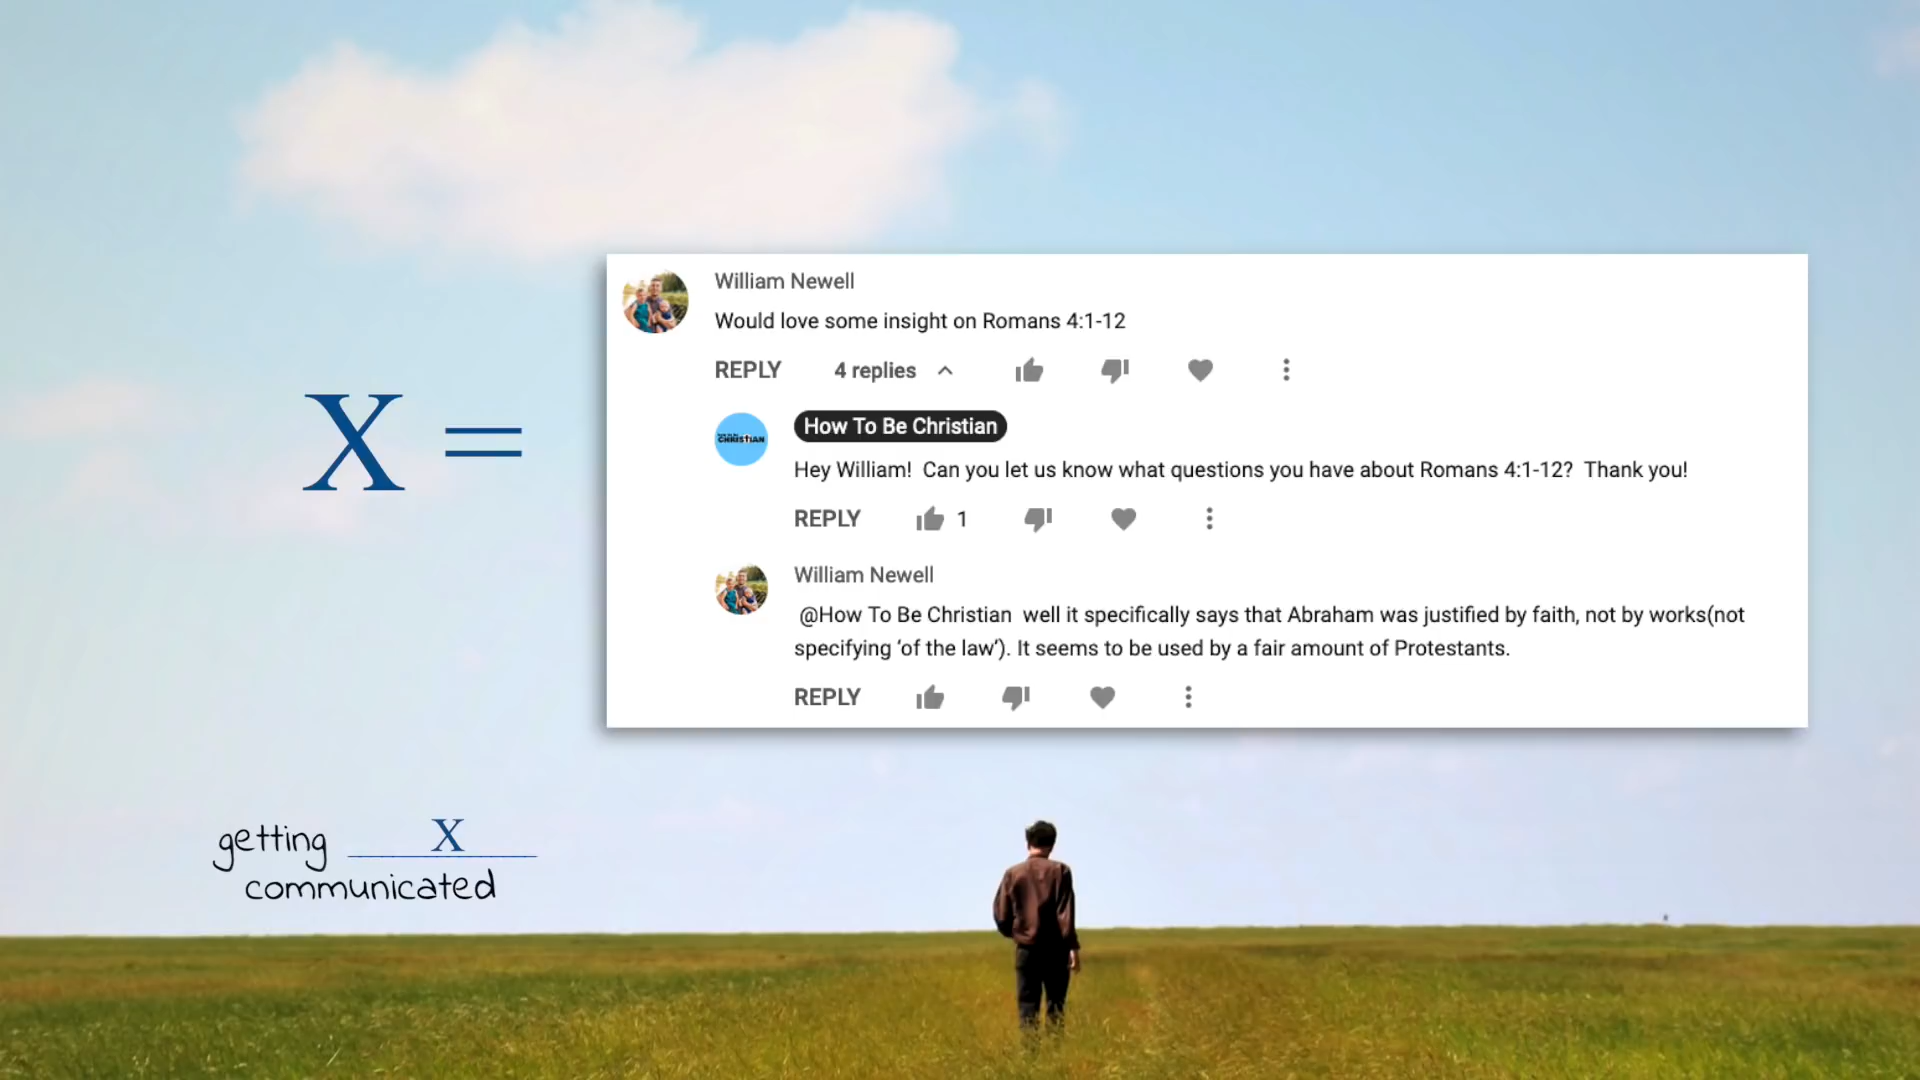 X =
William Newell
Would love some insight on Romans 4:1-12
REPLY 4 replies
How To Be Christian
CHRISTIAN
Hey William!  Can you let us know what questions you have about Romans 4:1-12?  Thank you!
REPLY 1
William Newell
@How To Be Christian  well it specifically says that Abraham was justified by faith, not by works(not
specifying ‘of the law’). It seems to be used by a fair amount of Protestants.
REPLY
getting X
communicated